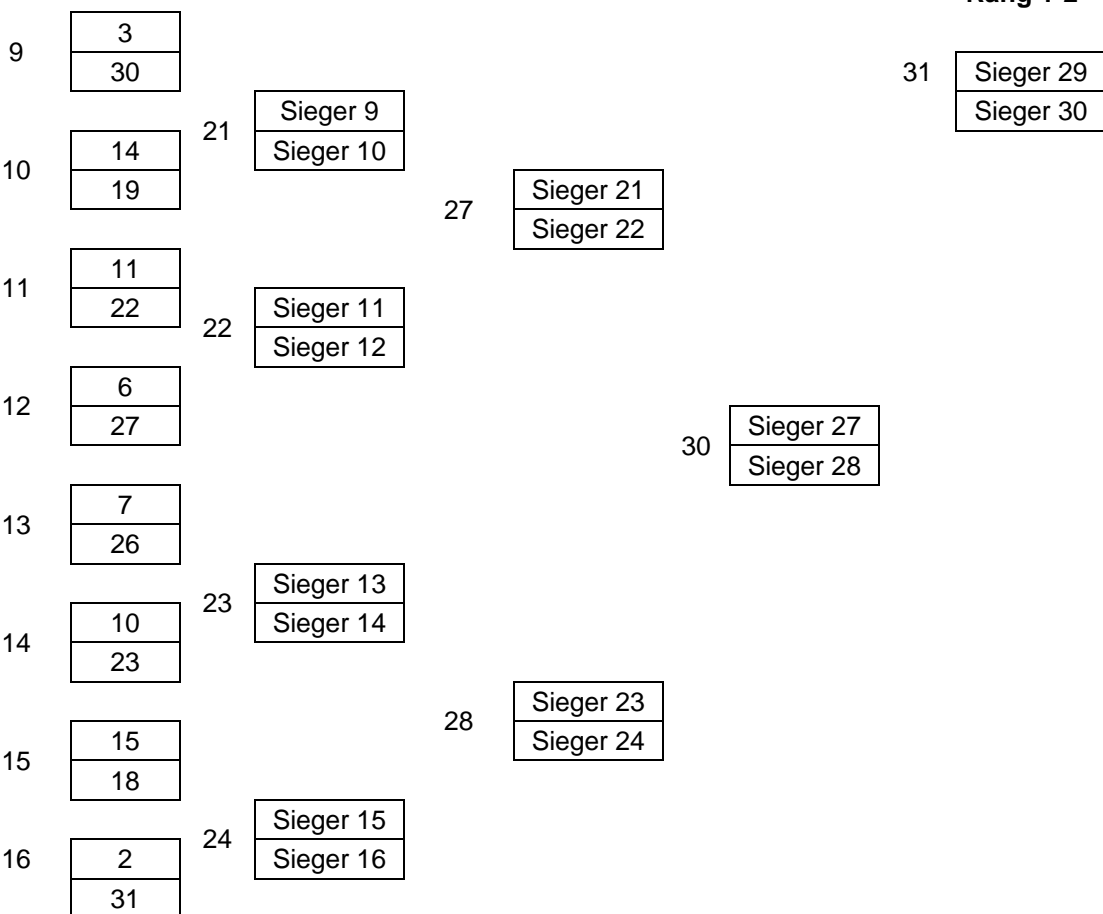 Rang 1-2
3
9
30
31
Sieger 29
Sieger 30
Sieger 9
21
Sieger 10
14
10
19
Sieger 21
27
Sieger 22
11
11
22
Sieger 11
22
Sieger 12
6
12
27
Sieger 27
30
Sieger 28
7
13
26
Sieger 13
23
Sieger 14
10
14
23
Sieger 23
28
Sieger 24
15
15
18
Sieger 15
24
Sieger 16
2
16
31